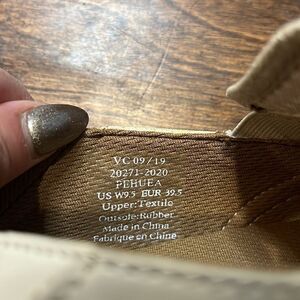 VC 09/19
20271-2020
PEHUEA
US W9.5 EUR 39.5
Upper:Textile
Outsole:Rubber
Made in China
Fabrique en Chine